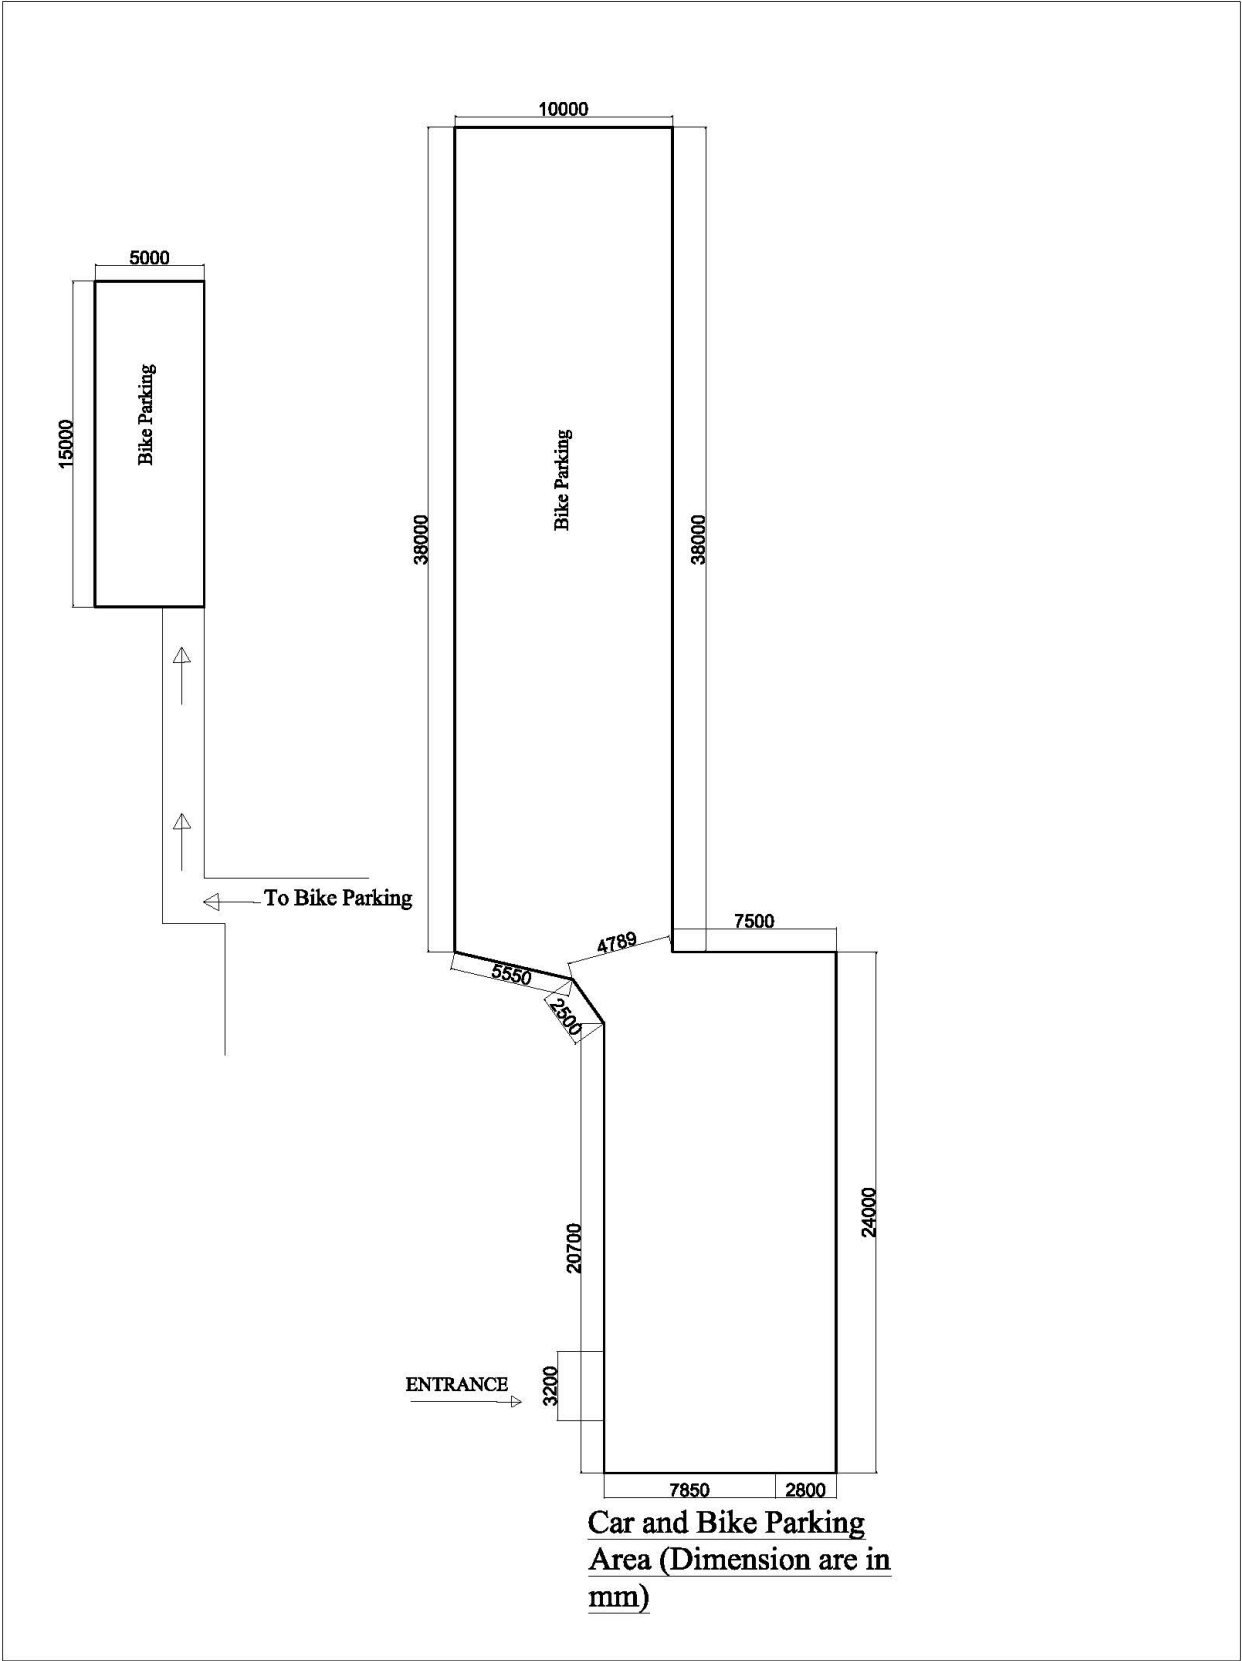 10000
5000
15000
Bike Parking
38000
Bike Parking
38000
To Bike Parking
7500
4789
5550
2500
24000
20700
ENTRANCE
3200
7850
2800
Car and Bike Parking
Area (Dimension are in
mm)